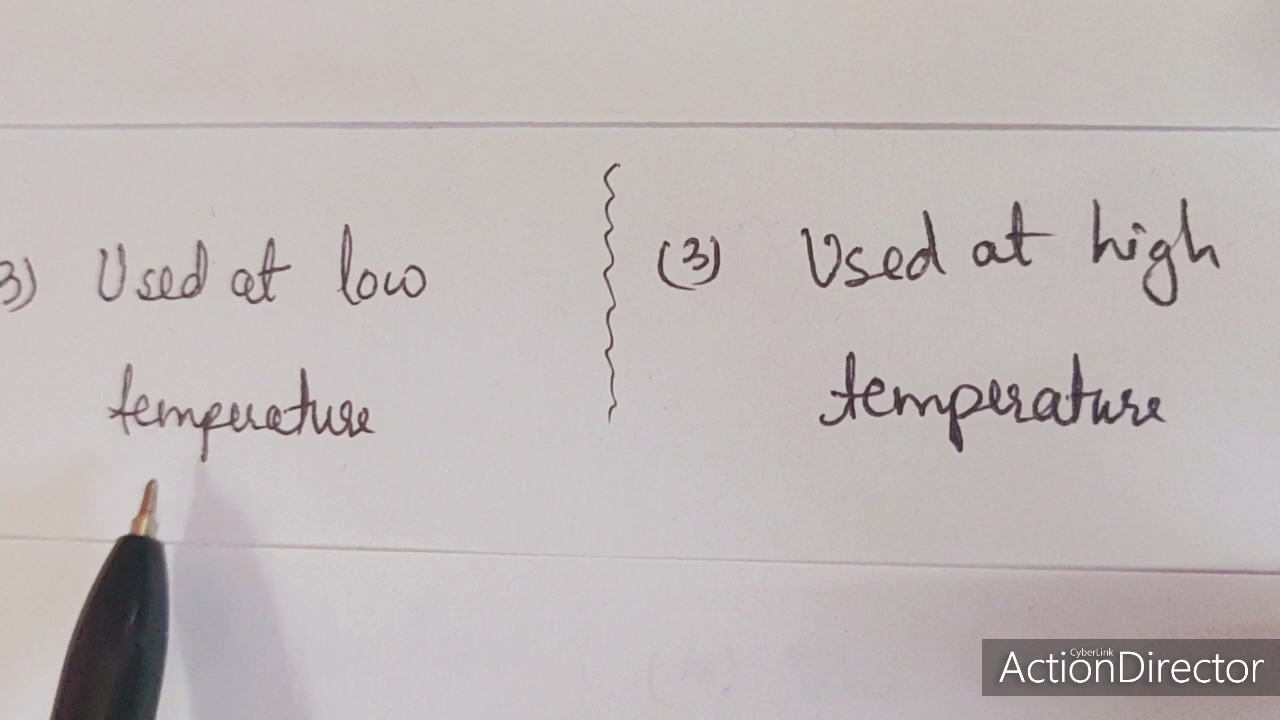 3) Used at low
temperature
(3) Used at high
temperature
CyberLink
ActionDirector